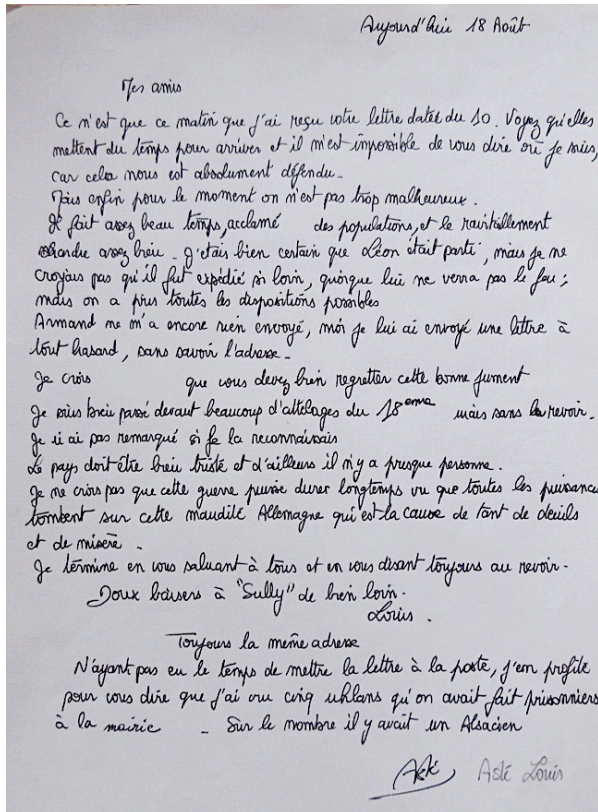 Aujourd'hui 18 Août
Mes amis
Ce n'est que ce matin que j'ai reçu votre lettre datée du 10. Voyez qu'elles
mettent du temps pour arriver et il m'est impossible de vous dire où je suis,
car cela nous est absolument défendu.
Mais enfin pour le moment on n'est pas trop malheureux.
Il fait assez beau temps, acclamé des populations, et le ravitaillement
marche assez bien. J'étais bien certain que Léon était parti, mais je ne
croyais pas qu'il fut expédié si loin, quoique lui ne verra pas le feu ;
mais on a pris toutes les dispositions possibles
Armand ne m'a encore rien envoyé, moi je lui ai envoyé une lettre à
tout hasard, sans savoir l'adresse.
Je crois que vous devez bien regretter cette bonne jument
Je suis bien passé devant beaucoup d'attelages du 18eme mais sans la revoir.
Je n'ai pas remarqué si je la reconnaissais
Le pays doit être bien triste et d'ailleurs il n'y a presque personne.
Je ne crois pas que cette guerre puisse durer longtemps vu que toutes les puissances
tombent sur cette maudite Allemagne qui est la cause de tant de deuils
et de misère.
Je termine en vous saluant à tous et en vous disant toujours au revoir.
Doux baisers à "Sully" de bien loin.
Louis.
Toujours la même adresse
N'ayant pas eu le temps de mettre la lettre à la poste, j'en profite
pour vous dire que j'ai vu cinq uhlans qu'on avait fait prisonniers
à la mairie - Sur le nombre il y avait un Alsacien
Asté Asté Louis